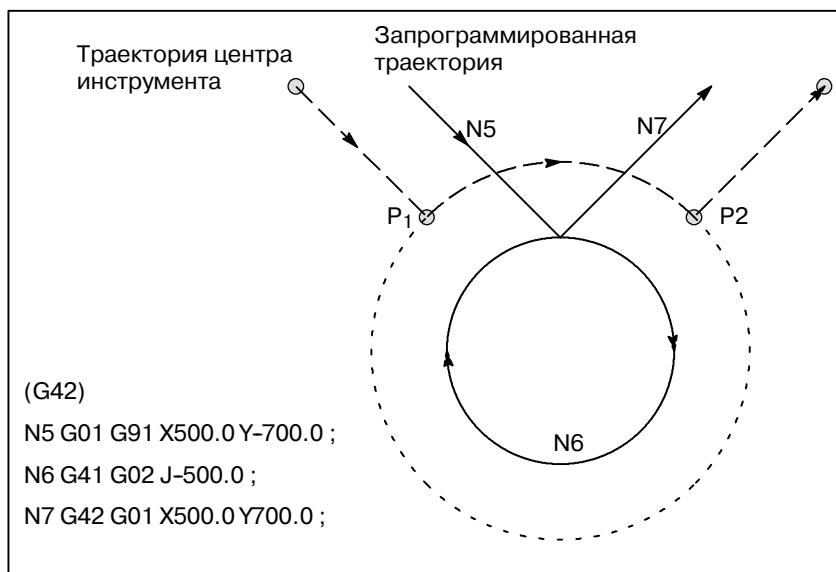 Траектория центра
инструмента
Запрограммированная
траектория
N5
N7
P1
P2
N6
(G42)
N5 G01 G91 X500.0 Y-700.0 ;
N6 G41 G02 J-500.0 ;
N7 G42 G01 X500.0 Y700.0 ;